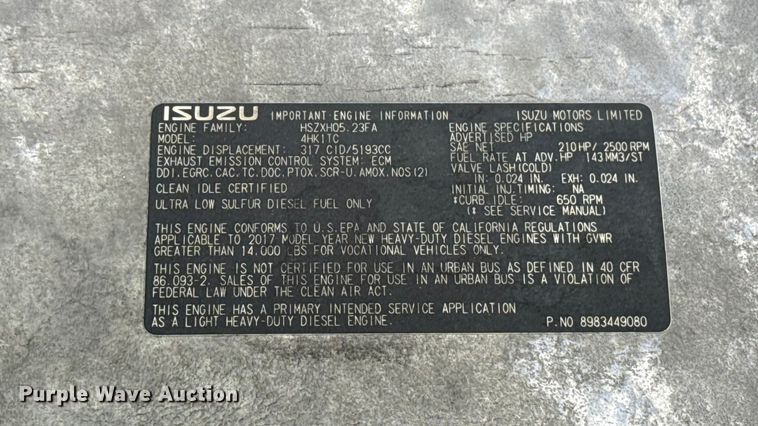 ISUZU IMPORTANT ENGINE INFORMATION ISUZU MOTORS LIMITED
ENGINE FAMILY: HSZXH05.23FA
MODEL: 4HK1TC
ENGINE DISPLACEMENT: 317 CID/5193CC
EXHAUST EMISSION CONTROL SYSTEM: ECM
DDI.EGRC.CAC.TC.DOC.PTOX.SCR-U.AMOX.NOS(2)
CLEAN IDLE CERTIFIED
ULTRA LOW SULFUR DIESEL FUEL ONLY
ENGINE SPECIFICATIONS
ADVERTISED HP
SAE NET 210 HP/ 2500 RPM
FUEL RATE AT ADV.HP 143 MM3/ST
VALVE LASH(COLD)
IN: 0.024 IN. EXH: 0.024 IN.
INITIAL INJ.TIMING: NA
*CURB IDLE: 650 RPM
(* SEE SERVICE MANUAL)
THIS ENGINE CONFORMS TO U.S.EPA AND STATE OF CALIFORNIA REGULATIONS
APPLICABLE TO 2017 MODEL YEAR NEW HEAVY-DUTY DIESEL ENGINES WITH GVWR
GREATER THAN 14.000 LBS FOR VOCATIONAL VEHICLES ONLY.
THIS ENGINE IS NOT CERTIFIED FOR USE IN AN URBAN BUS AS DEFINED IN 40 CFR
86.093-2. SALES OF THIS ENGINE FOR USE IN AN URBAN BUS IS A VIOLATION OF
FEDERAL LAW UNDER THE CLEAN AIR ACT.
THIS ENGINE HAS A PRIMARY INTENDED SERVICE APPLICATION
AS A LIGHT HEAVY-DUTY DIESEL ENGINE.
P.NO 8983449080
Purple Wave Auction